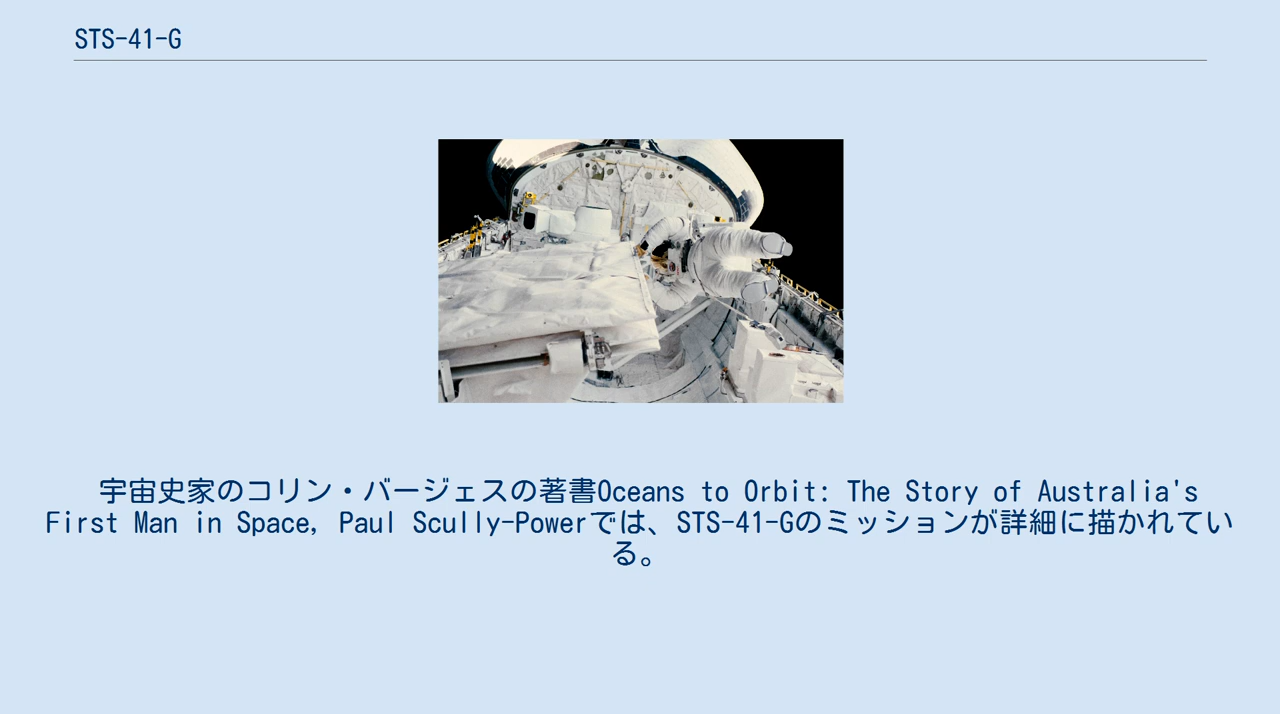 STS-41-G
宇宙史家のコリン・バージェスの著書Oceans to Orbit: The Story of Australia's
First Man in Space, Paul Scully-Powerでは、STS-41-Gのミッションが詳細に描かれてい
る。